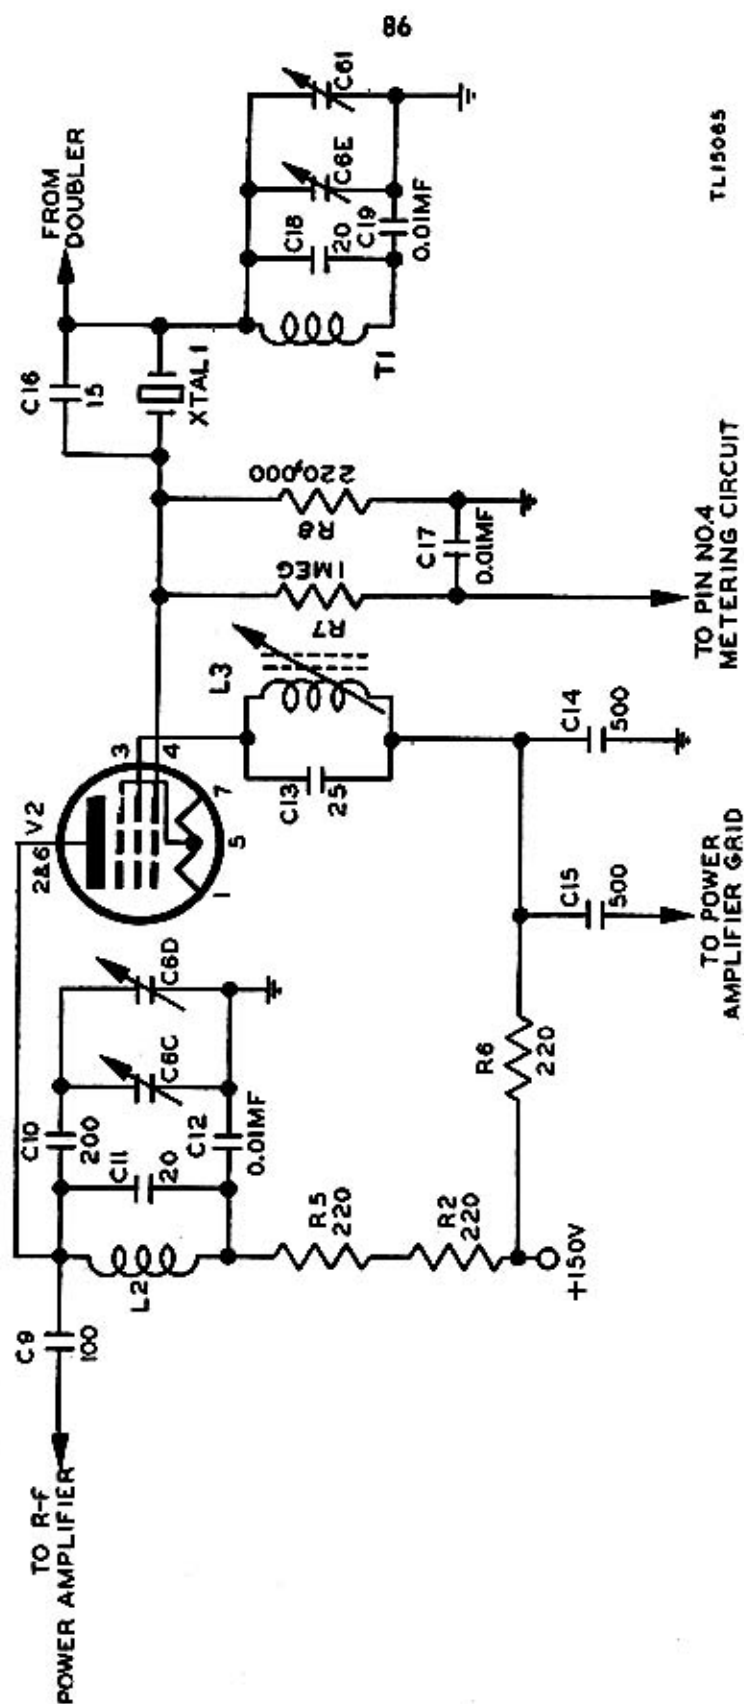 86
TO R-F
POWER AMPLIFIER
C9
100
L2
C10
200
C11
20
C12
0.01MF
C6C
C6D
R5
220
R2
220
+150V
R6
220
2&6
V2
3
4
1
5
7
C15
500
TO POWER
AMPLIFIER GRID
C14
500
C13
25
L3
R7
1MEG
R8
220,000
C17
0.01MF
TO PIN NO.4
METERING CIRCUIT
C16
15
XTAL1
FROM
DOUBLER
T1
C18
20
C19
0.01MF
C6E
C61
TL15065